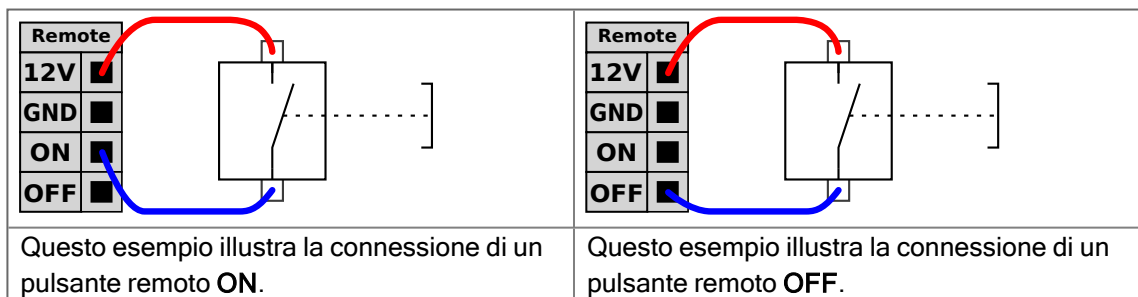 Remote
12V
GND
ON
OFF
Questo esempio illustra la connessione di un
pulsante remoto ON.
Remote
12V
GND
ON
OFF
Questo esempio illustra la connessione di un
pulsante remoto OFF.